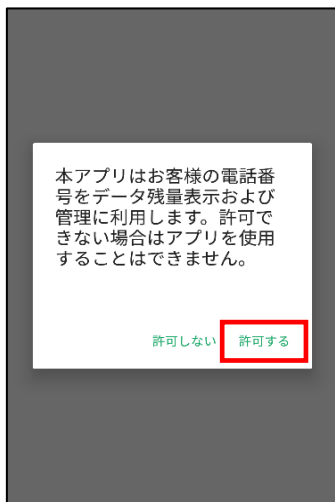 本アプリはお客様の電話番
号をデータ残量表示および
管理に利用します。許可で
きない場合はアプリを使用
することはできません。
許可しない 許可する